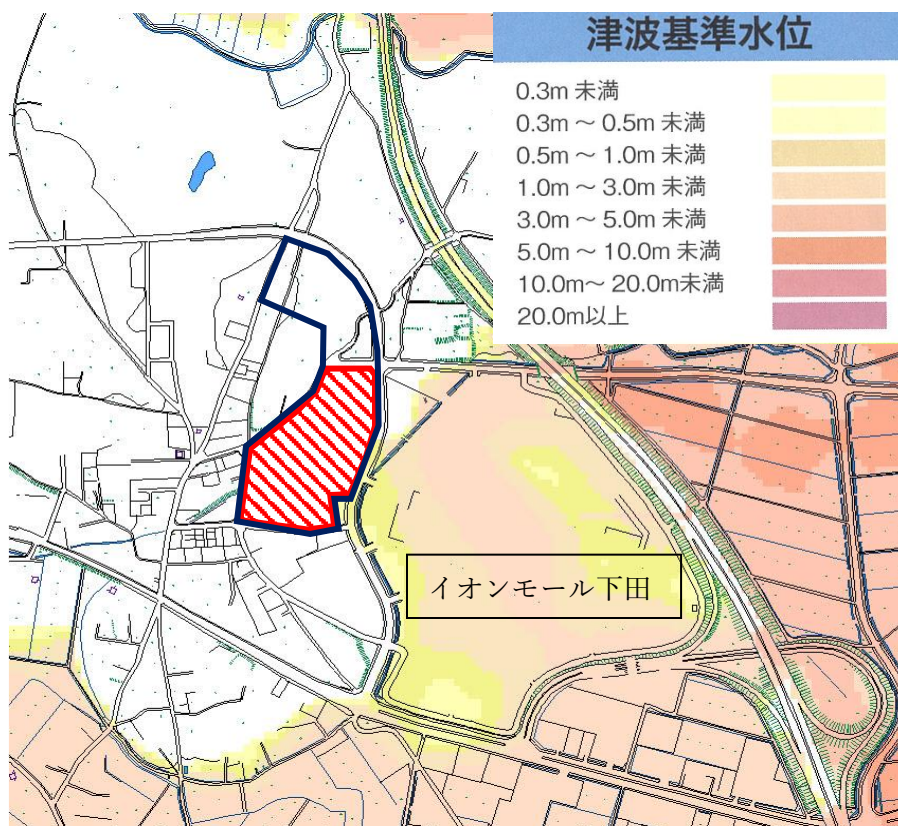 津波基準水位
0.3m 未満
0.3m ～ 0.5m 未満
0.5m ～ 1.0m 未満
1.0m ～ 3.0m 未満
3.0m ～ 5.0m 未満
5.0m ～ 10.0m 未満
10.0m～ 20.0m未満
20.0m以上
イオンモール下田